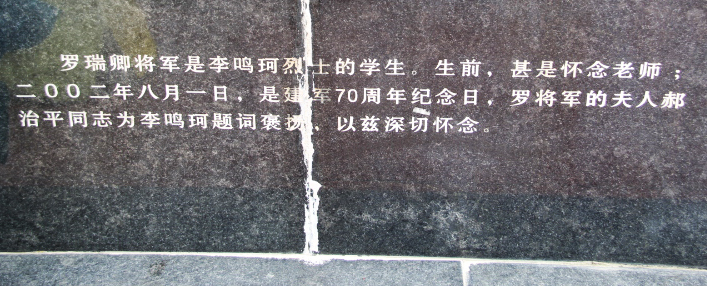 罗瑞卿将军是李鸣珂烈士的学生。生前，甚是怀念老师；
二〇〇二年八月一日，是建军70周年纪念日，罗将军的夫人郝
治平同志为李鸣珂题词褒扬、以兹深切怀念。